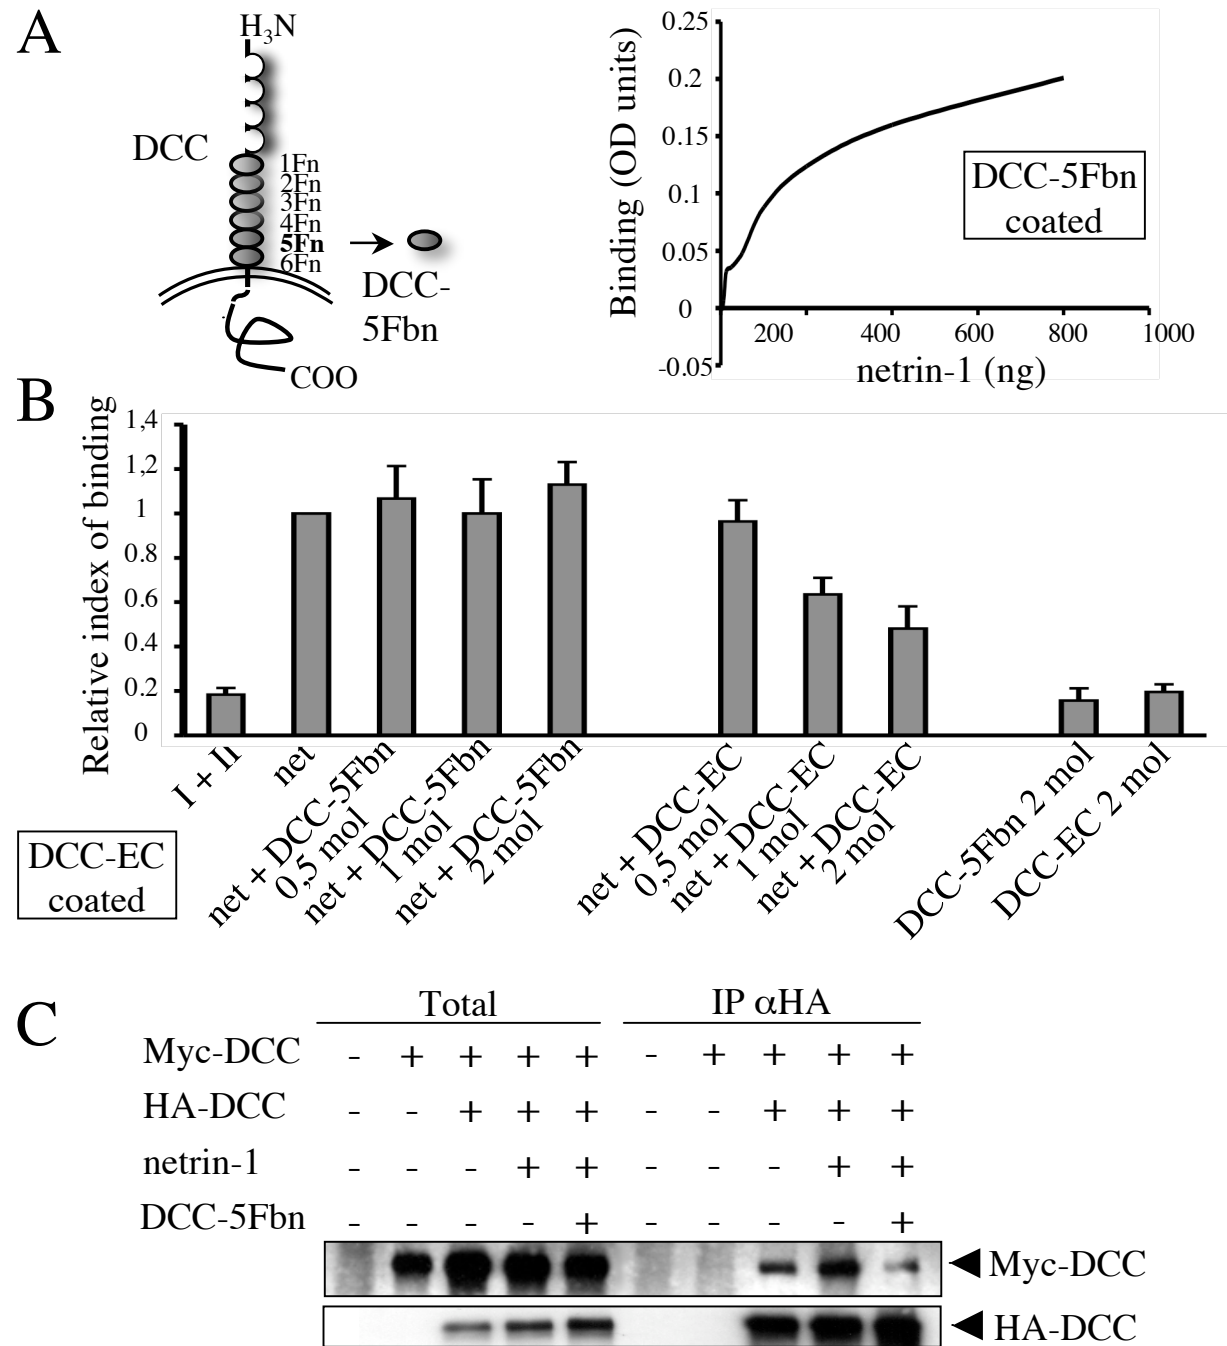 A
H3N
DCC
1Fn
2Fn
3Fn
4Fn
5Fn
6Fn
DCC-
5Fbn
COO
Binding (OD units)
0.25
0.2
0.15
0.1
0.05
0
-0.05
200 400 600 800 1000
netrin-1 (ng)
DCC-5Fbn
coated
B
Relative index of binding
1,4
1,2
1
0.8
0.6
0.4
0.2
0
I + II
net
net + DCC-5Fbn
0,5 mol
net + DCC-5Fbn
1 mol
net + DCC-5Fbn
2 mol
net + DCC-EC
0,5 mol
net + DCC-EC
1 mol
net + DCC-EC
2 mol
DCC-5Fbn 2 mol
DCC-EC 2 mol
DCC-EC
coated
C
Total IP αHA
Myc-DCC - + + + + - + + + +
HA-DCC - - + + + - - + + +
netrin-1 - - - + + - - - + +
DCC-5Fbn - - - - + - - - - +
Myc-DCC
HA-DCC